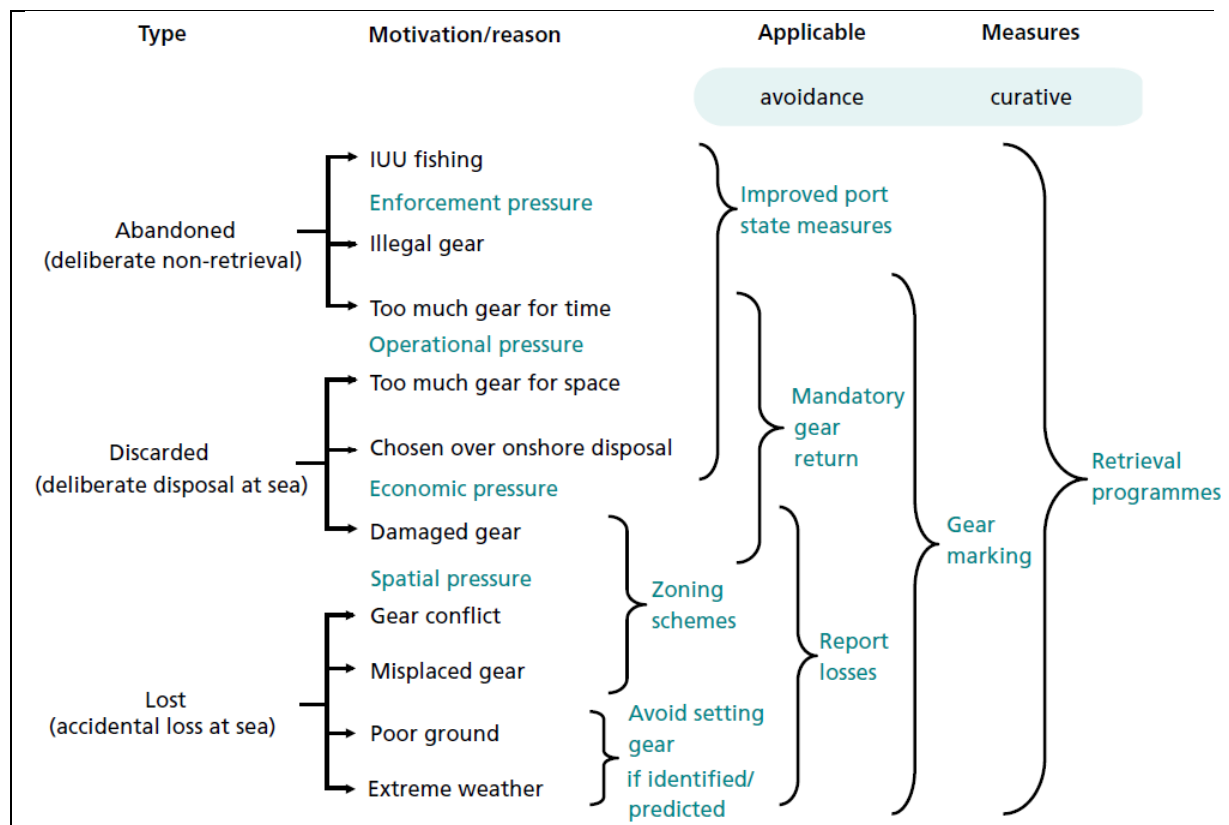 Type
Motivation/reason
Applicable
Measures
avoidance
curative
Abandoned
(deliberate non-retrieval)
IUU fishing
Enforcement pressure
Illegal gear
Too much gear for time
Operational pressure
Discarded
(deliberate disposal at sea)
Too much gear for space
Chosen over onshore disposal
Economic pressure
Damaged gear
Spatial pressure
Lost
(accidental loss at sea)
Gear conflict
Misplaced gear
Poor ground
Extreme weather
Zoning
schemes
Avoid setting
gear
if identified/
predicted
Improved port
state measures
Mandatory
gear
return
Report
losses
Gear
marking
Retrieval
programmes